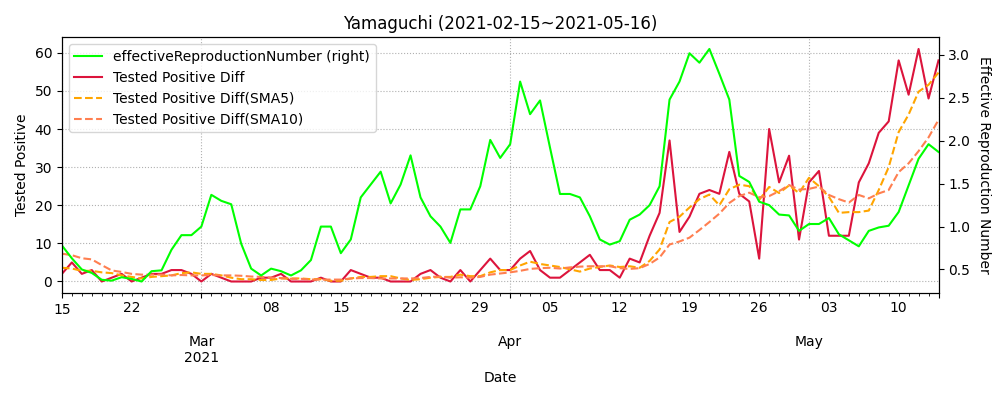 Yamaguchi (2021-02-15~2021-05-16)
effectiveReproductionNumber (right)
Tested Positive Diff
Tested Positive Diff(SMA5)
Tested Positive Diff(SMA10)
Tested Positive
60
50
40
30
20
10
0
3.0
2.5
2.0
1.5
1.0
0.5
Effective Reproduction Number
15 22 08 15 22 29 05 12 19 26 03 10
Mar Apr May
2021
Date